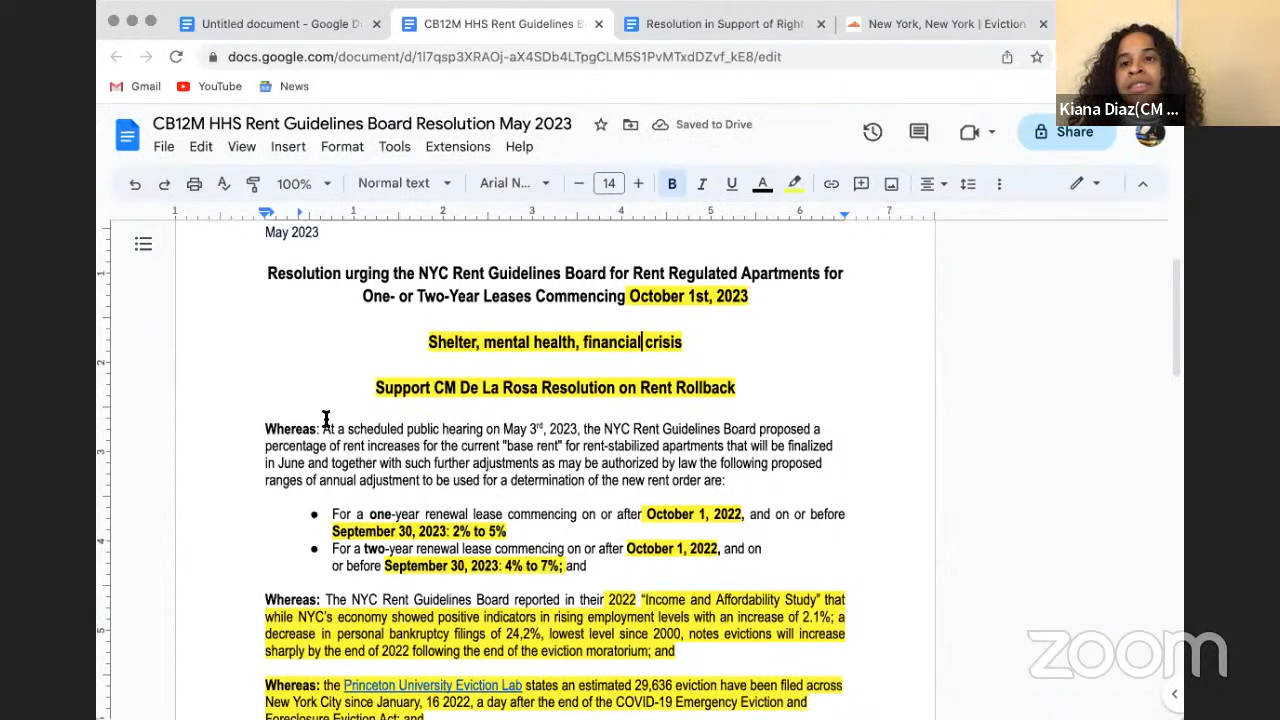 Untitled document - Google D
CB12M HHS Rent Guidelines B
Resolution in Support of Right
New York, New York | Eviction
docs.google.com/document/d/1I7qsp3XRAOj-aX4SDb4LTpgCLM5S1PvMTxdDZvf_kE8/edit
Gmail
YouTube
News
Kiana Diaz(CM ...
CB12M HHS Rent Guidelines Board Resolution May 2023
Saved to Drive
Share
File Edit View Insert Format Tools Extensions Help
100% Normal text Arial N... 14 B I U A
1 1 2 3 4 5 6 7
May 2023
Resolution urging the NYC Rent Guidelines Board for Rent Regulated Apartments for
One- or Two-Year Leases Commencing October 1st, 2023
Shelter, mental health, financial crisis
Support CM De La Rosa Resolution on Rent Rollback
Whereas: At a scheduled public hearing on May 3rd, 2023, the NYC Rent Guidelines Board proposed a
percentage of rent increases for the current "base rent" for rent-stabilized apartments that will be finalized
in June and together with such further adjustments as may be authorized by law the following proposed
ranges of annual adjustment to be used for a determination of the new rent order are:
● For a one-year renewal lease commencing on or after October 1, 2022, and on or before
September 30, 2023: 2% to 5%
● For a two-year renewal lease commencing on or after October 1, 2022, and on
or before September 30, 2023: 4% to 7%; and
Whereas: The NYC Rent Guidelines Board reported in their 2022 “Income and Affordability Study” that
while NYC's economy showed positive indicators in rising employment levels with an increase of 2.1%; a
decrease in personal bankruptcy filings of 24,2%, lowest level since 2000, notes evictions will increase
sharply by the end of 2022 following the end of the eviction moratorium; and
Whereas: the Princeton University Eviction Lab states an estimated 29,636 eviction have been filed across
New York City since January, 16 2022, a day after the end of the COVID-19 Emergency Eviction and
Foreclosure Eviction Act; and
zoom